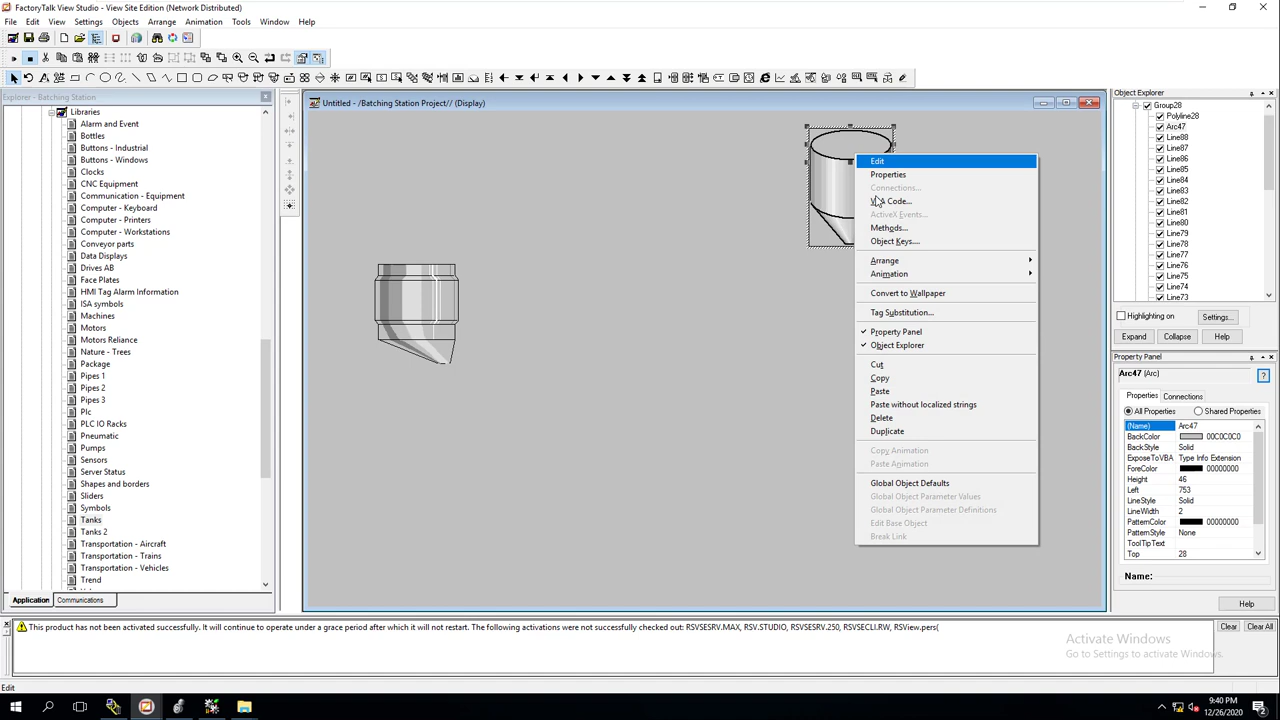 FactoryTalk View Studio - View Site Edition (Network Distributed)
File Edit View Settings Objects Arrange Animation Tools Window Help
Explorer - Batching Station
Libraries
Alarm and Event
Bottles
Buttons - Industrial
Buttons - Windows
Clocks
CNC Equipment
Communication - Equipment
Computer - Keyboard
Computer - Printers
Computer - Workstations
Conveyor parts
Data Displays
Drives AB
Face Plates
HMI Tag Alarm Information
ISA symbols
Machines
Motors
Motors Reliance
Nature - Trees
Package
Pipes 1
Pipes 2
Pipes 3
Plc
PLC IO Racks
Pneumatic
Pumps
Sensors
Server Status
Shapes and borders
Sliders
Symbols
Tanks
Tanks 2
Transportation - Aircraft
Transportation - Trains
Transportation - Vehicles
Trend
Application Communications
Untitled - /Batching Station Project// (Display)
Edit
Properties
Connections...
Code...
ActiveX Events...
Methods...
Object Keys...
Arrange
Animation
Convert to Wallpaper
Tag Substitution...
Property Panel
Object Explorer
Cut
Copy
Paste
Paste without localized strings
Delete
Duplicate
Copy Animation
Paste Animation
Global Object Defaults
Global Object Parameter Values
Global Object Parameter Definitions
Edit Base Object
Break Link
Object Explorer
Group28
Polyline28
Arc47
Line88
Line87
Line86
Line85
Line84
Line83
Line82
Line81
Line80
Line79
Line78
Line77
Line76
Line75
Line74
Line73
Highlighting on Settings...
Expand Collapse Help
Property Panel
Arc47 (Arc) ?
Properties Connections
All Properties Shared Properties
(Name) Arc47
BackColor 00C0C0C0
BackStyle Solid
ExposeToVBA Type Info Extension
ForeColor 00000000
Height 46
Left 753
LineStyle Solid
LineWidth 2
PatternColor 00000000
PatternStyle None
ToolTipText
Top 28
Name:
Help
This product has not been activated successfully. It will continue to operate under a grace period after which it will not restart. The following activations were not successfully checked out: RSVSESRV.MAX, RSV.STUDIO, RSVSESRV.250, RSVSECLI.RW, RSView.pers(
Clear Clear All
Activate Windows
Go to Settings to activate Windows.
Edit
9:40 PM
12/26/2020
2